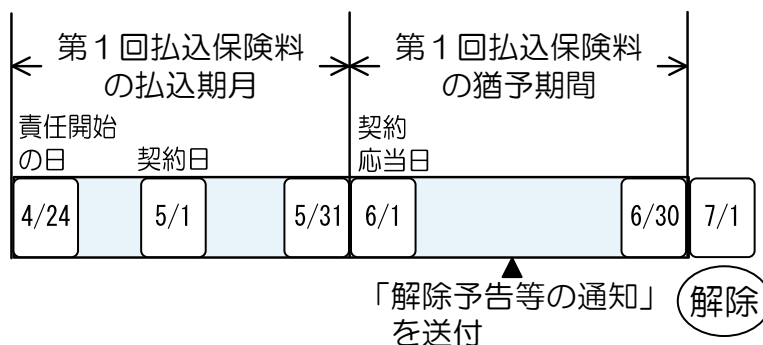 第1回払込保険料
の払込期月
第1回払込保険料
の猶予期間
責任開始
の日
契約日
契約
応当日
4/24
5/1
5/31
6/1
6/30
7/1
「解除予告等の通知」
を送付
解除